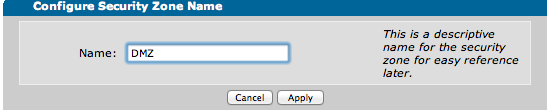 Configure Security Zone Name
Name: DMZ
This is a descriptive
name for the security
zone for easy reference
later.
Cancel Apply